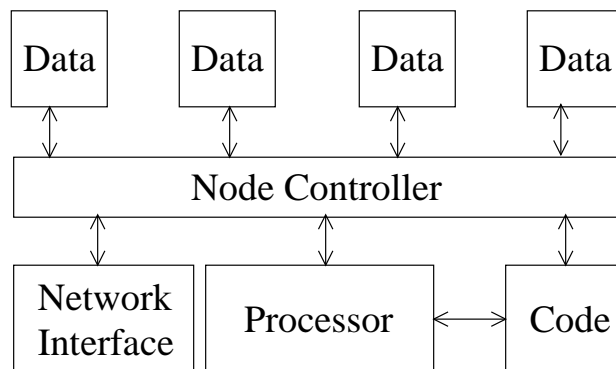 Data
Data
Data
Data
Node Controller
Network
Interface
Processor
Code